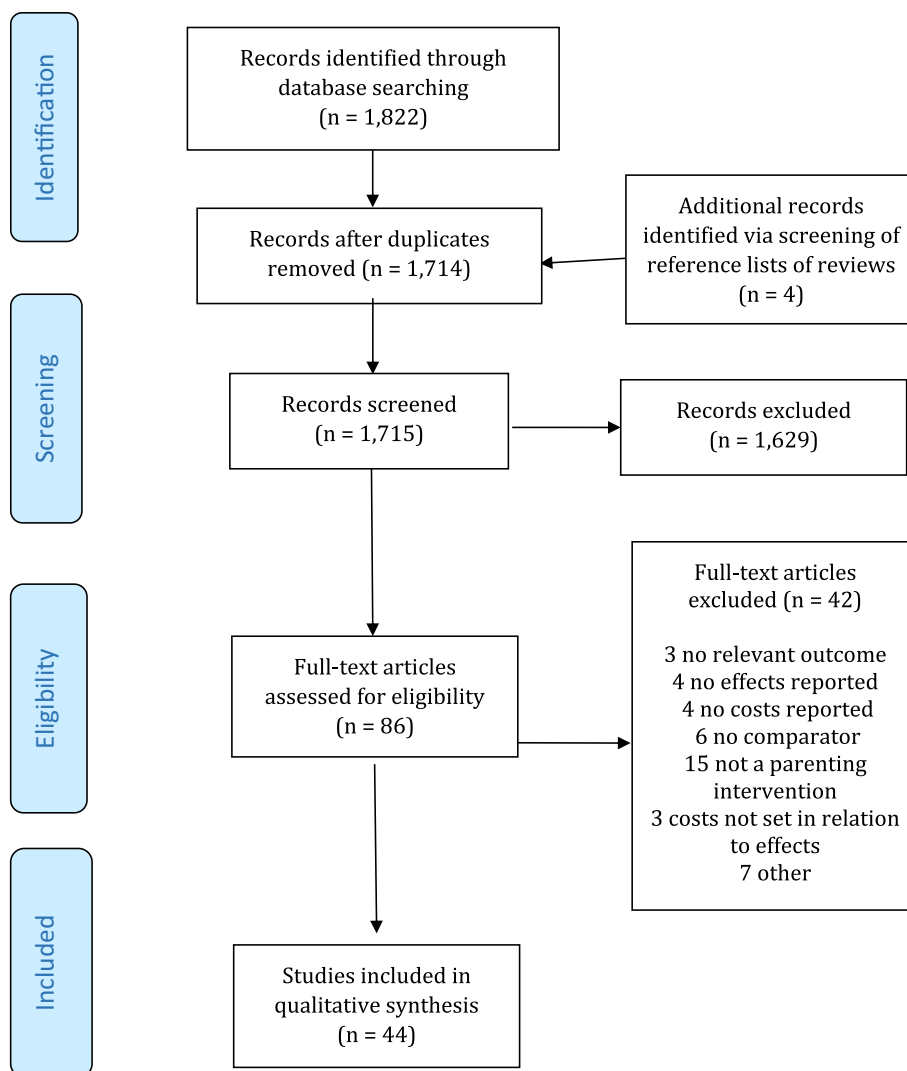 Identification
Records identified through
database searching
(n = 1,822)
Records after duplicates
removed (n = 1,714)
Additional records
identified via screening of
reference lists of reviews
(n = 4)
Screening
Records screened
(n = 1,715)
Records excluded
(n = 1,629)
Eligibility
Full-text articles
assessed for eligibility
(n = 86)
Full-text articles
excluded (n = 42)
3 no relevant outcome
4 no effects reported
4 no costs reported
6 no comparator
15 not a parenting
intervention
3 costs not set in relation
to effects
7 other
Included
Studies included in
qualitative synthesis
(n = 44)